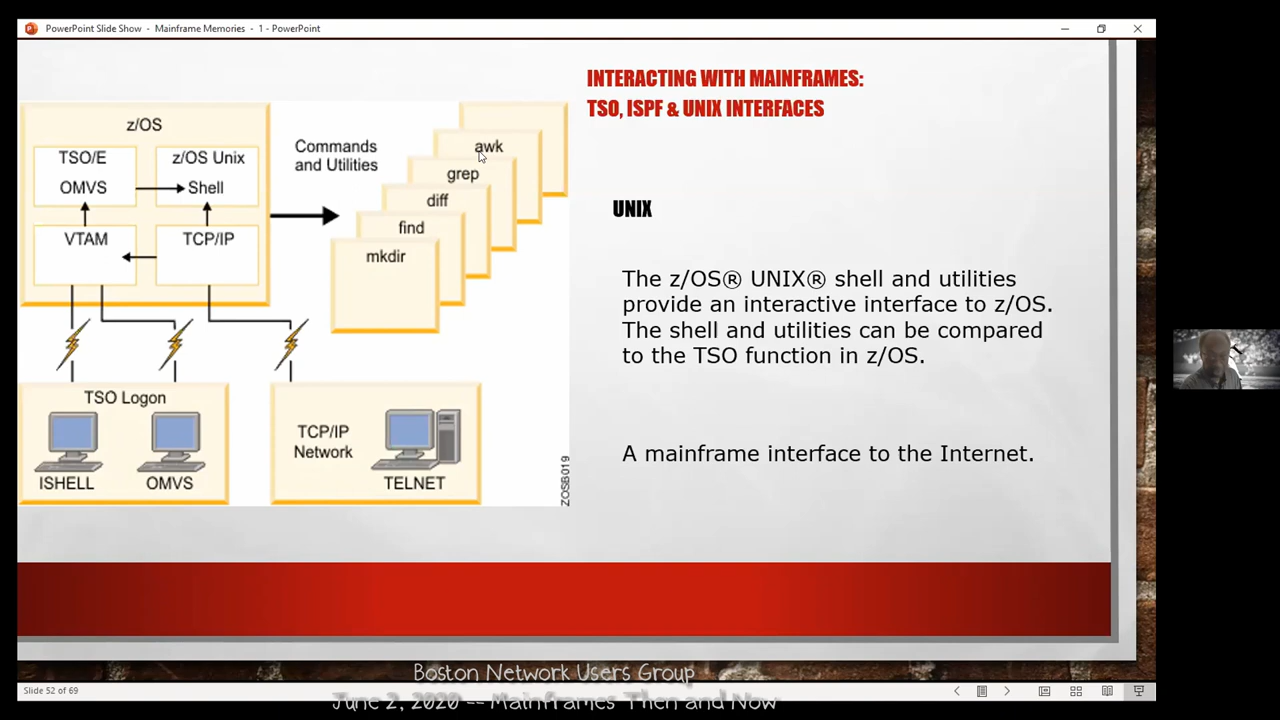 PowerPoint Slide Show - Mainframe Memories - 1 - PowerPoint
INTERACTING WITH MAINFRAMES:
TSO, ISPF & UNIX INTERFACES
z/OS
TSO/E
OMVS
z/OS Unix
Shell
VTAM
TCP/IP
Commands
and Utilities
awk
grep
diff
find
mkdir
TSO Logon
ISHELL
OMVS
TCP/IP
Network
TELNET
ZOSB019
UNIX
The z/OS® UNIX® shell and utilities
provide an interactive interface to z/OS.
The shell and utilities can be compared
to the TSO function in z/OS.
A mainframe interface to the Internet.
Boston Network Users Group
June 2, 2020 -- Mainframes Then and Now
Slide 52 of 69